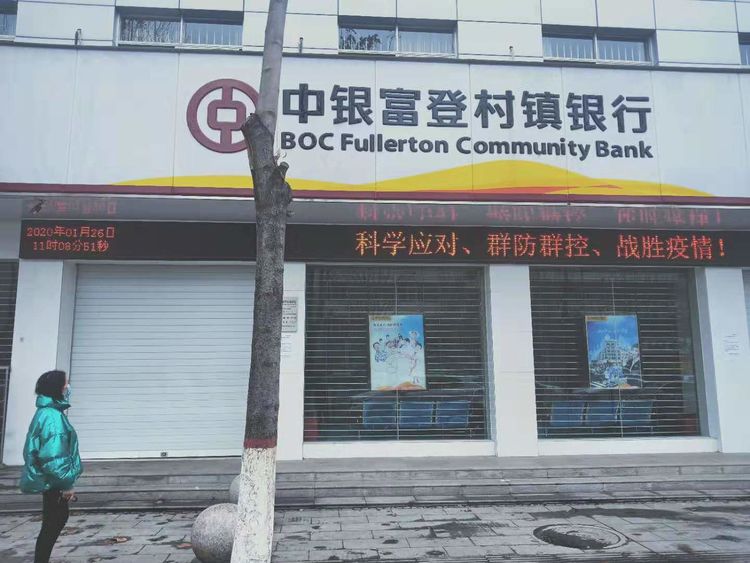 中银富登村镇银行
BOC Fullerton Community Bank
2020年01月26日
11时08分51秒
科学应对、群防群控、战胜疫情！